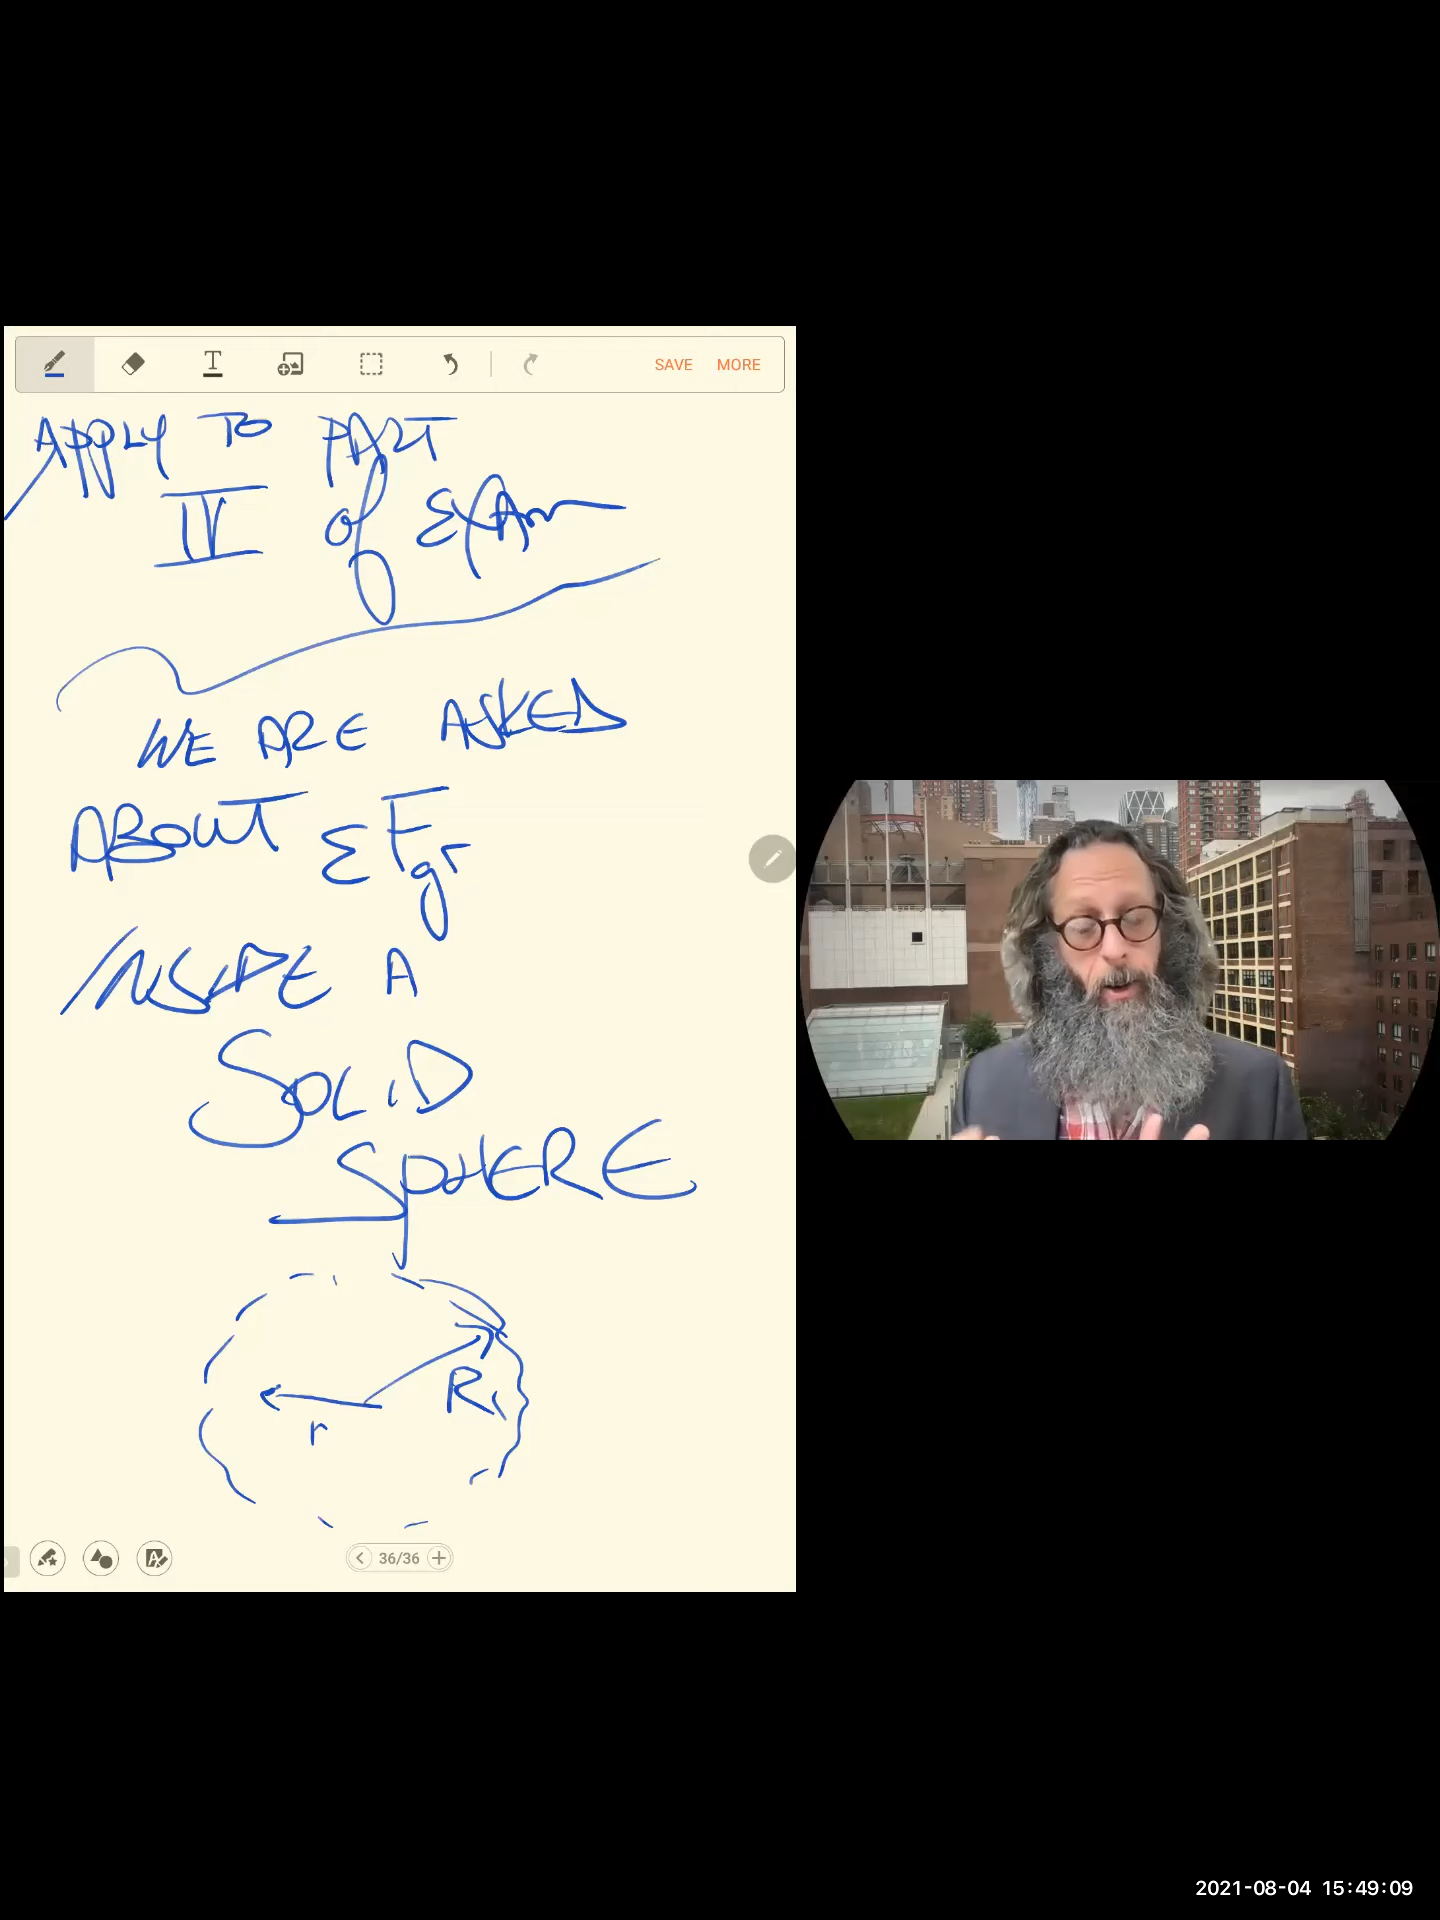 T
SAVE
MORE
APPLY TO PART
IV of EXAM
WE ARE ASKED
ABOUT ΣFgr
INSIDE A
SOLID
SPHERE
R1
r
36/36
2021-08-04 15:49:09